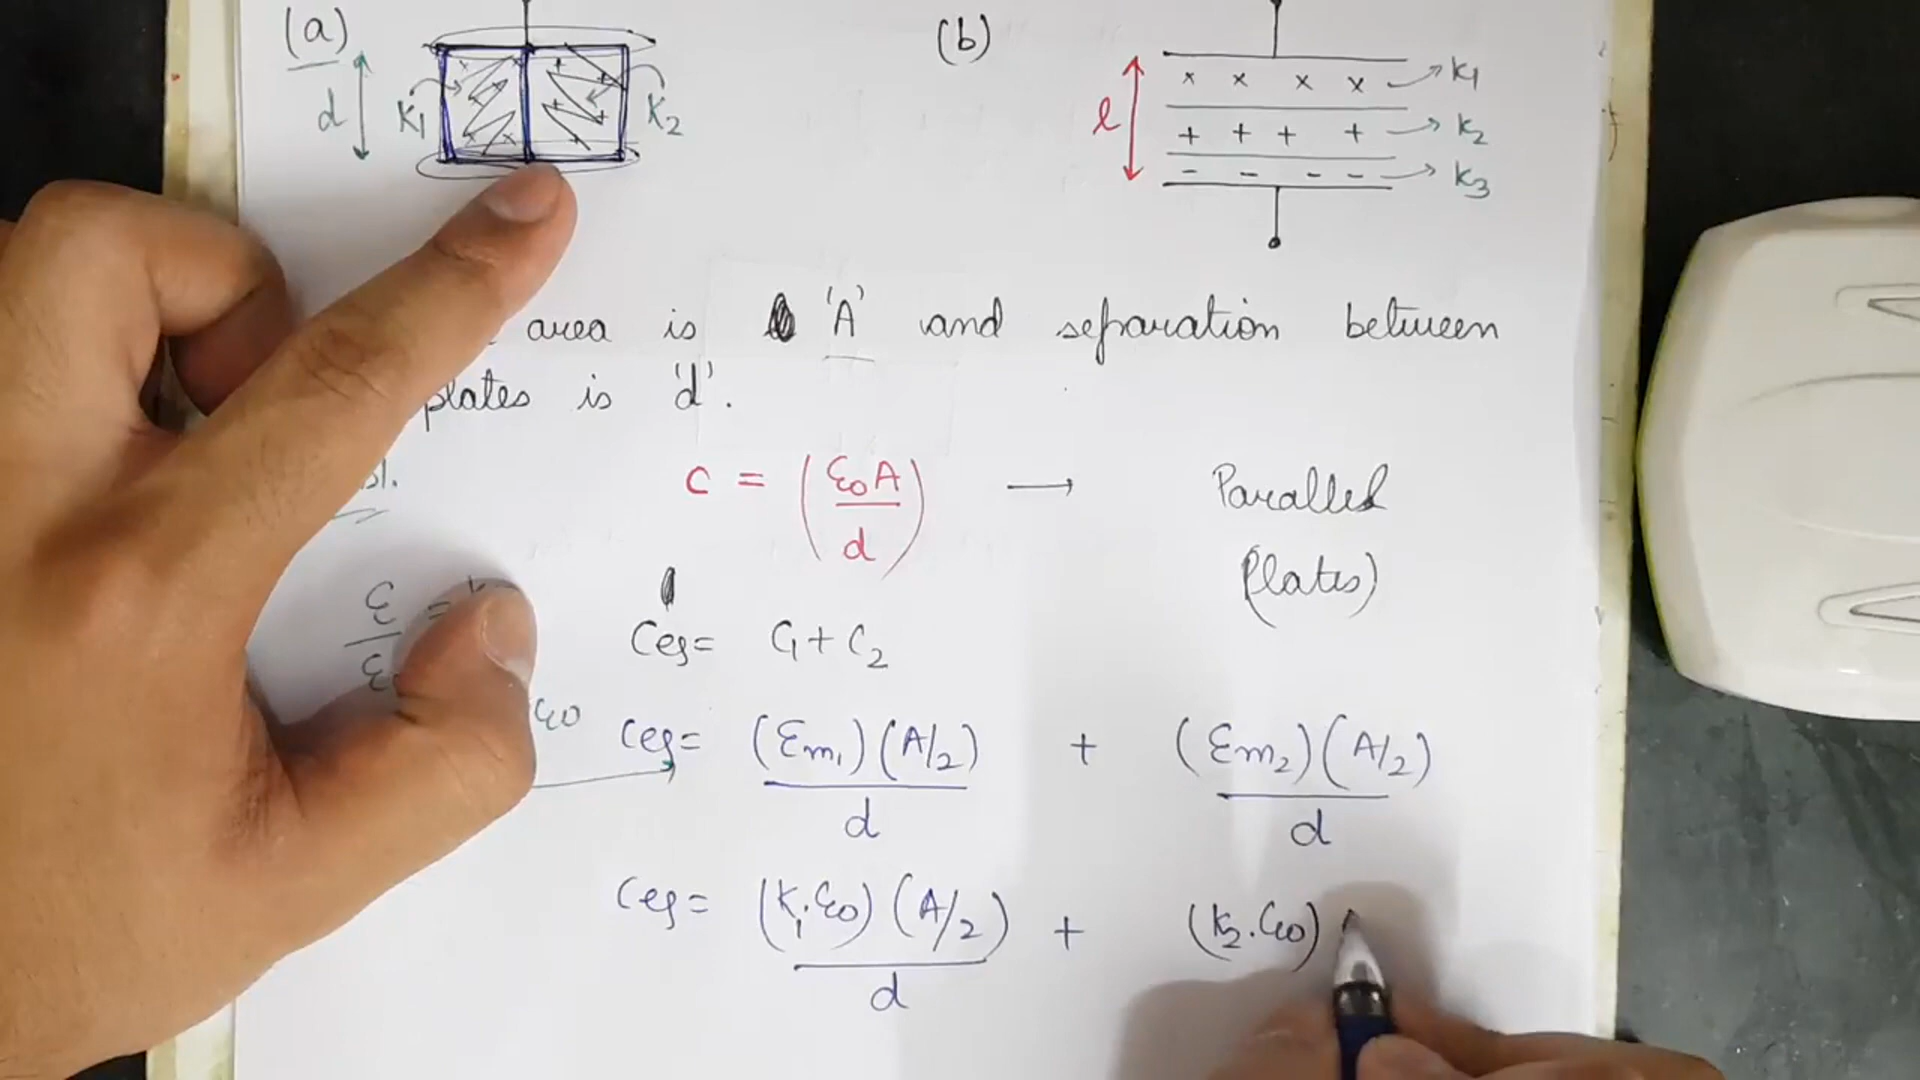 (a)
d
K1
K2
(b)
l
k1
k2
k3
area is 'A' and separation between
plates is 'd'.
C = (ε0A/d) → Parallel
Plates)
Ceq = C1 + C2
ε0
Ceq = (εm1)(A/2)/d + (εm2)(A/2)/d
Ceq = (K1.ε0)(A/2)/d + (k2.ε0)